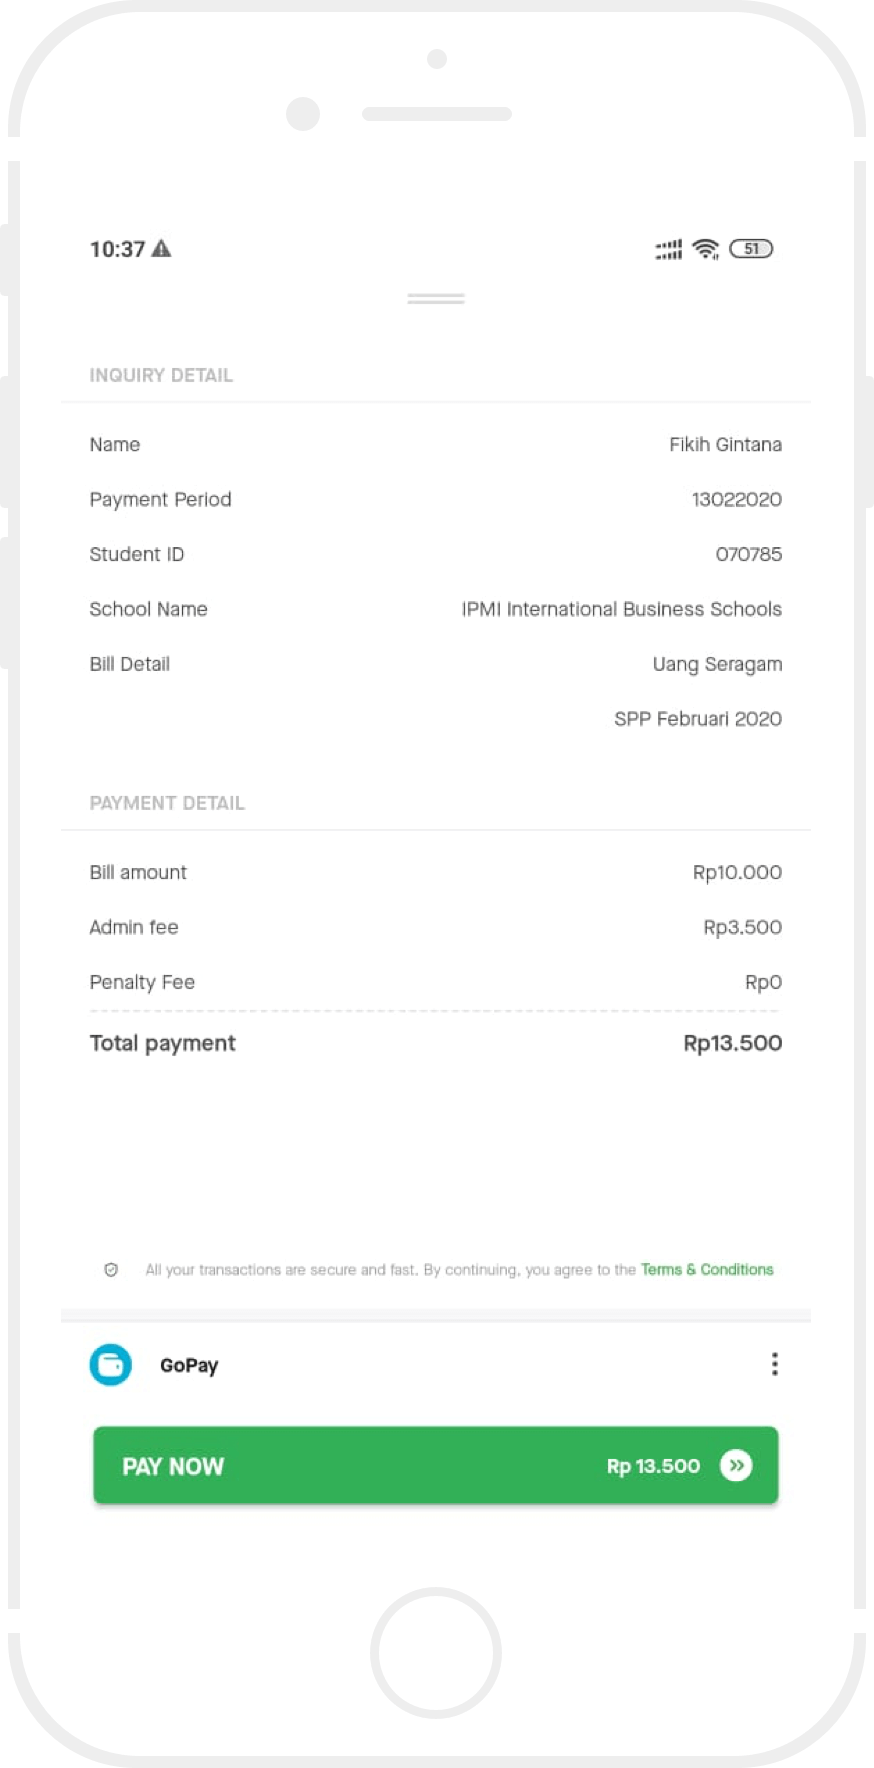 10:37
51
INQUIRY DETAIL
Name Fikih Gintana
Payment Period 13022020
Student ID 070785
School Name IPMI International Business Schools
Bill Detail Uang Seragam
SPP Februari 2020
PAYMENT DETAIL
Bill amount Rp10.000
Admin fee Rp3.500
Penalty Fee Rp0
Total payment Rp13.500
All your transactions are secure and fast. By continuing, you agree to the Terms & Conditions
GoPay
PAY NOW Rp 13.500